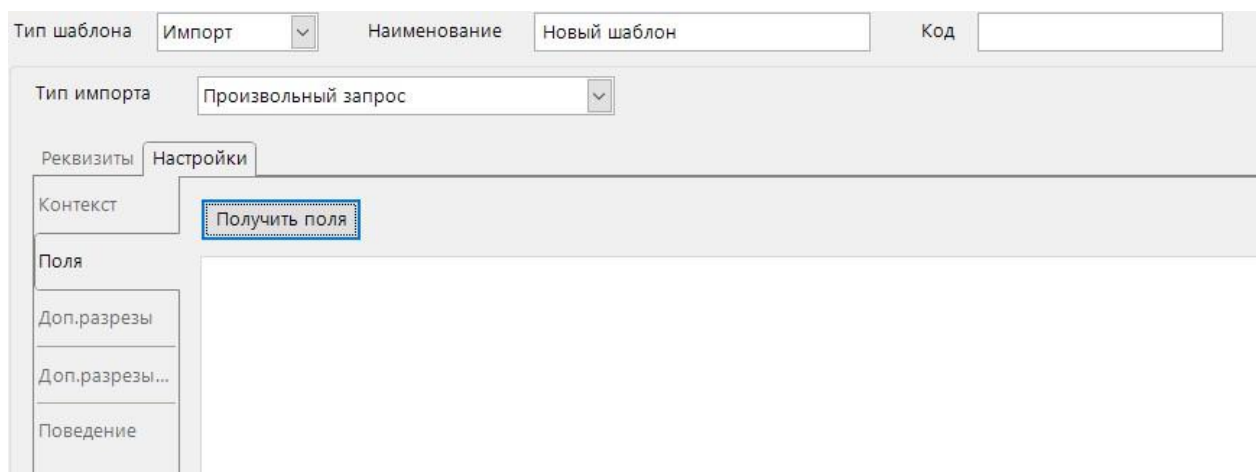 Тип шаблона Импорт Наименование Новый шаблон Код
Тип импорта Произвольный запрос
Реквизиты Настройки
Контекст
Получить поля
Поля
Доп.разрезы
Доп.разрезы...
Поведение